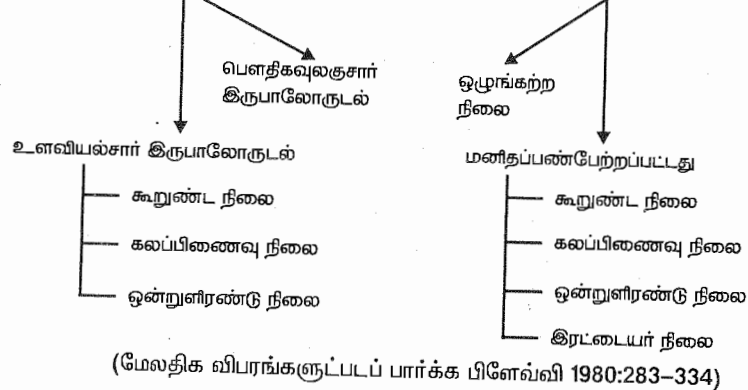 பௌதிகவுலகுசார்
இருபாலோருடல்
ஒழுங்கற்ற
நிலை
உளவியல்சார் இருபாலோருடல்
கூறுண்ட நிலை
கலப்பிணைவு நிலை
ஒன்றுளிரண்டு நிலை
மனிதப்பண்பேற்றப்பட்டது
கூறுண்ட நிலை
கலப்பிணைவு நிலை
ஒன்றுளிரண்டு நிலை
இரட்டையர் நிலை
(மேலதிக விபரங்களுட்படப் பார்க்க பிளேவ்வி 1980:283–334)